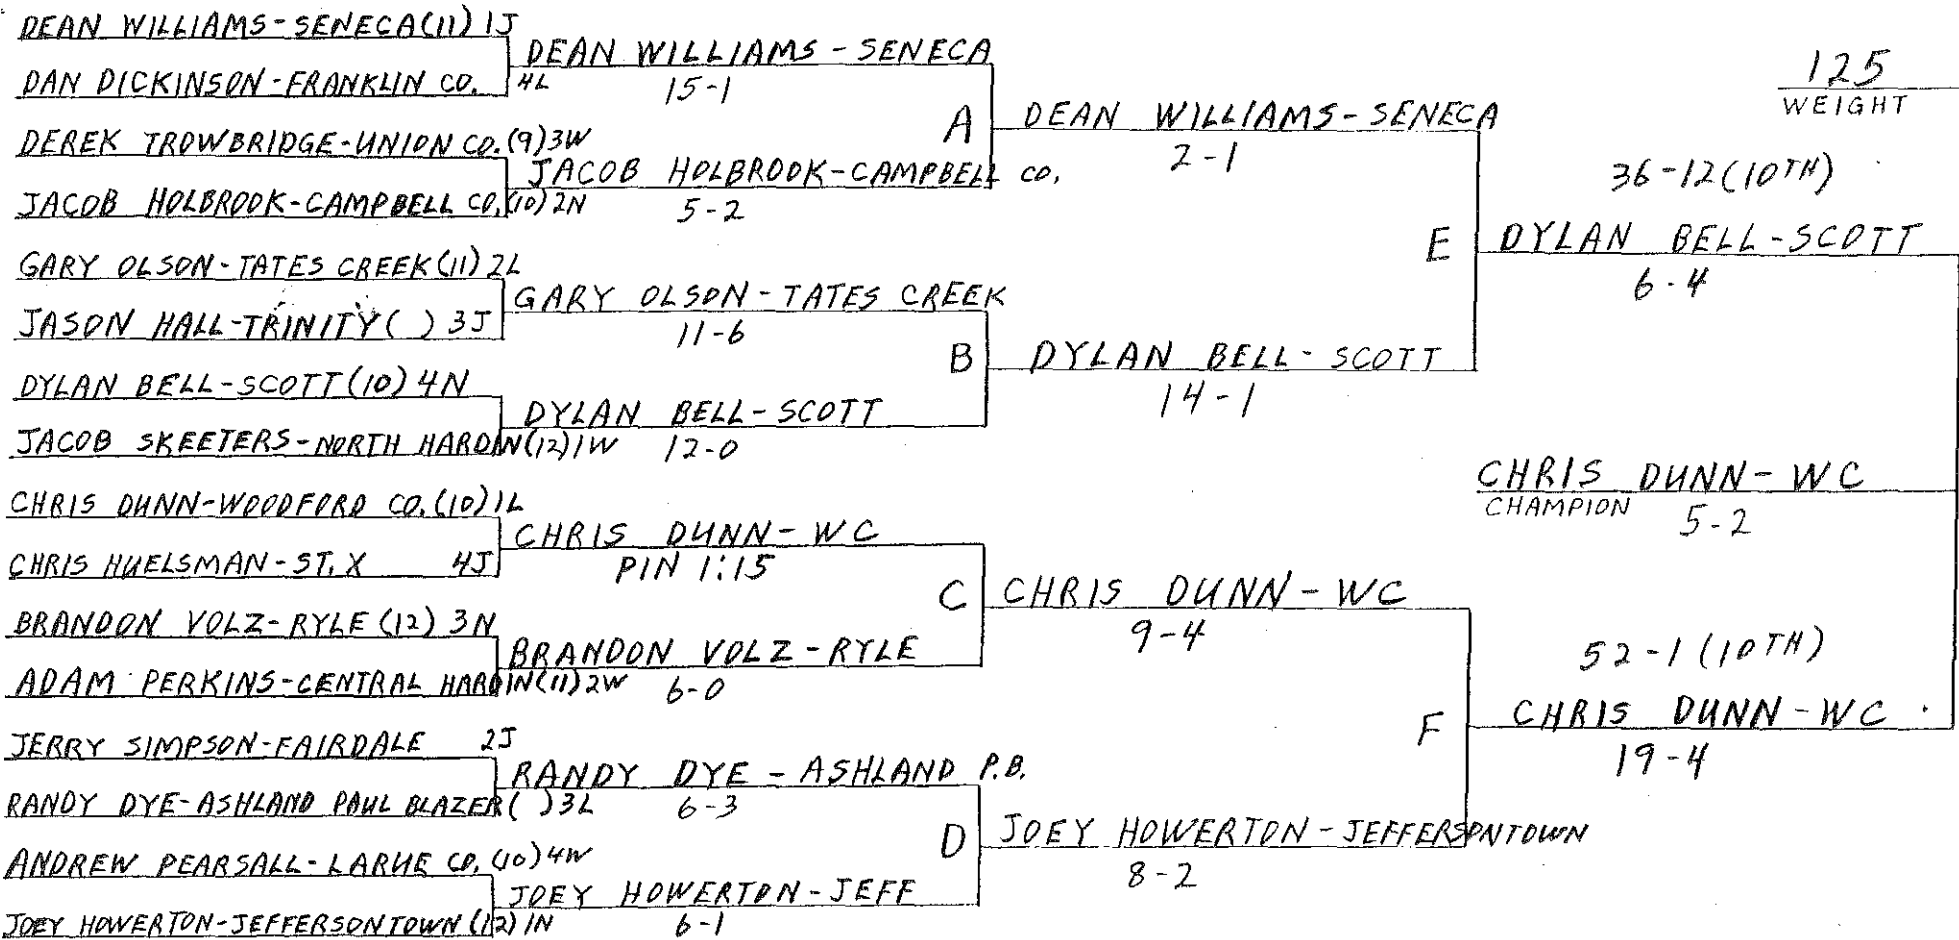 DEAN WILLIAMS-SENECA(11) 1J
DAN DICKINSON-FRANKLIN CO. 4L
DEREK TROWBRIDGE-UNION CO.(9)3W
JACOB HOLBROOK-CAMPBELL CO.(10)2N
GARY OLSON-TATES CREEK(11)2L
JASON HALL-TRINITY( ) 3J
DYLAN BELL-SCOTT(10)4N
JACOB SKEETERS-NORTH HARDIN(12)1W
CHRIS DUNN-WOODFORD CO.(10)1L
CHRIS HUELSMAN-ST. X 4J
BRANDON VOLZ-RYLE(12) 3N
ADAM PERKINS-CENTRAL HARDIN(11)2W
JERRY SIMPSON-FAIRDALE 2J
RANDY DYE-ASHLAND PAUL BLAZER( )3L
ANDREW PEARSALL-LARUE CO.(10)4W
JOEY HOWERTON-JEFFERSONTOWN(12)1N
DEAN WILLIAMS-SENECA
15-1
JACOB HOLBROOK-CAMPBELL CO.
5-2
GARY OLSON-TATES CREEK
11-6
DYLAN BELL-SCOTT
12-0
CHRIS DUNN-WC
PIN 1:15
BRANDON VOLZ-RYLE
6-0
RANDY DYE-ASHLAND P.B.
6-3
JOEY HOWERTON-JEFF
6-1
A
DEAN WILLIAMS-SENECA
2-1
B
DYLAN BELL-SCOTT
14-1
C
CHRIS DUNN-WC
9-4
D
JOEY HOWERTON-JEFFERSONTOWN
8-2
125
WEIGHT
36-12(10TH)
E
DYLAN BELL-SCOTT
6-4
CHRIS DUNN-WC
CHAMPION
5-2
52-1(10TH)
F
CHRIS DUNN-WC
19-4